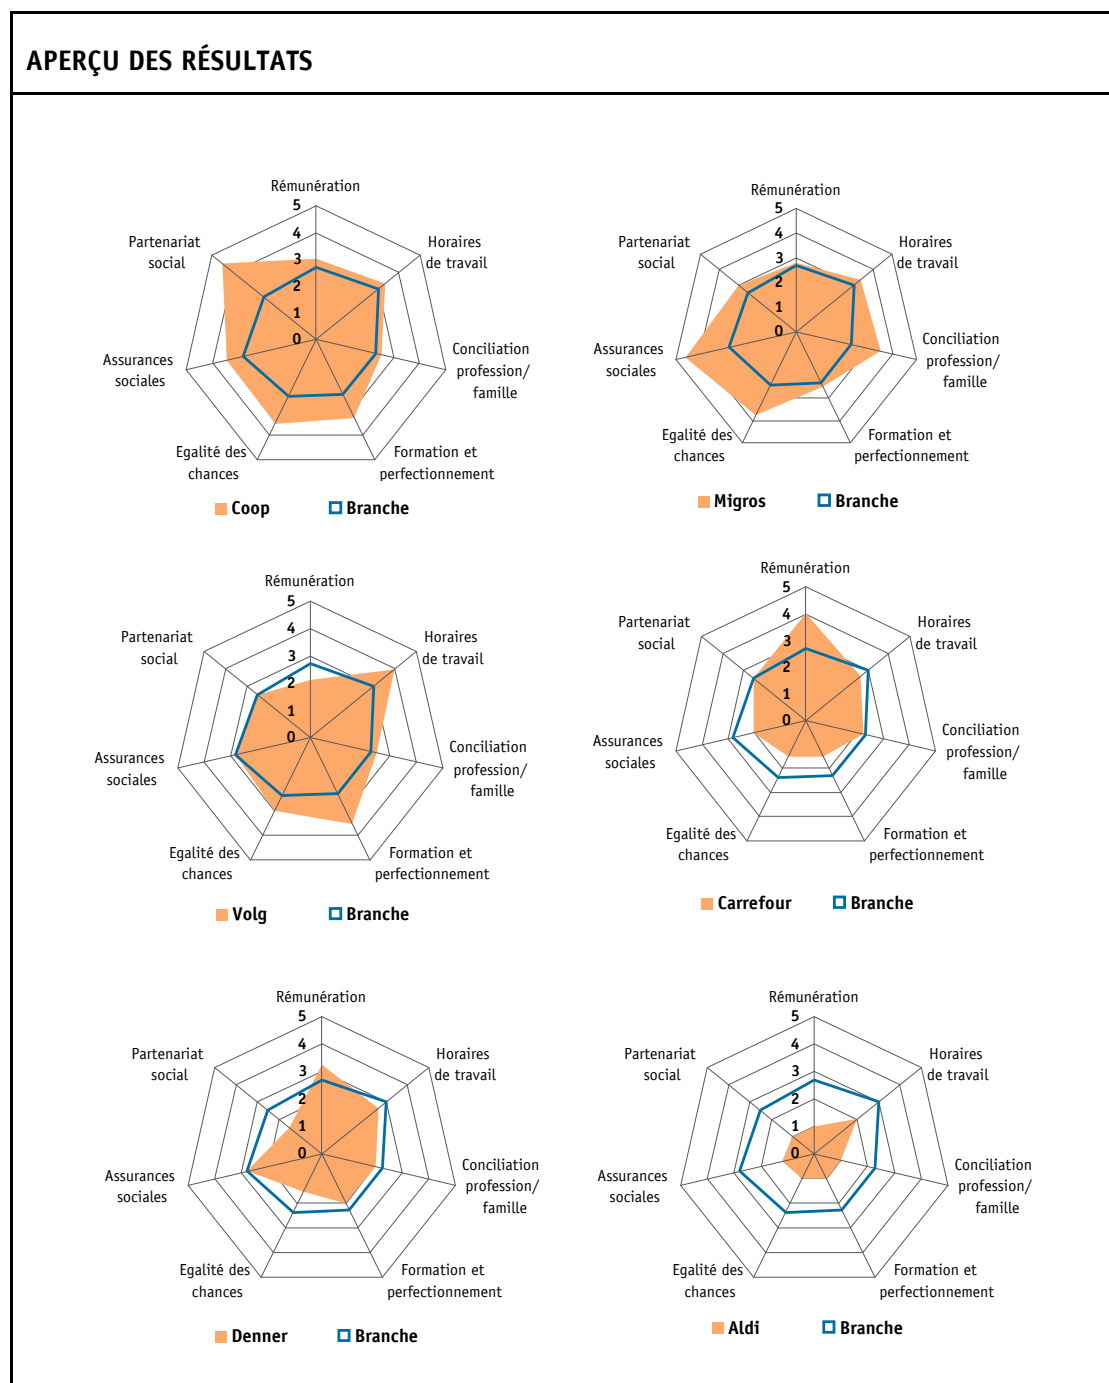 APERÇU DES RÉSULTATS
Rémunération
5
4
3
2
1
0
Horaires
de travail
Conciliation
profession/
famille
Formation et
perfectionnement
Egalité des
chances
Assurances
sociales
Partenariat
social
Coop Branche
Rémunération
5
4
3
2
1
0
Horaires
de travail
Conciliation
profession/
famille
Formation et
perfectionnement
Egalité des
chances
Assurances
sociales
Partenariat
social
Migros Branche
Rémunération
5
4
3
2
1
0
Horaires
de travail
Conciliation
profession/
famille
Formation et
perfectionnement
Egalité des
chances
Assurances
sociales
Partenariat
social
Volg Branche
Rémunération
5
4
3
2
1
0
Horaires
de travail
Conciliation
profession/
famille
Formation et
perfectionnement
Egalité des
chances
Assurances
sociales
Partenariat
social
Carrefour Branche
Rémunération
5
4
3
2
1
0
Horaires
de travail
Conciliation
profession/
famille
Formation et
perfectionnement
Egalité des
chances
Assurances
sociales
Partenariat
social
Denner Branche
Rémunération
5
4
3
2
1
0
Horaires
de travail
Conciliation
profession/
famille
Formation et
perfectionnement
Egalité des
chances
Assurances
sociales
Partenariat
social
Aldi Branche